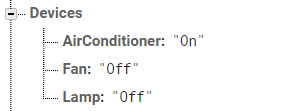 Devices
AirConditioner: "On"
Fan: "Off"
Lamp: "Off"